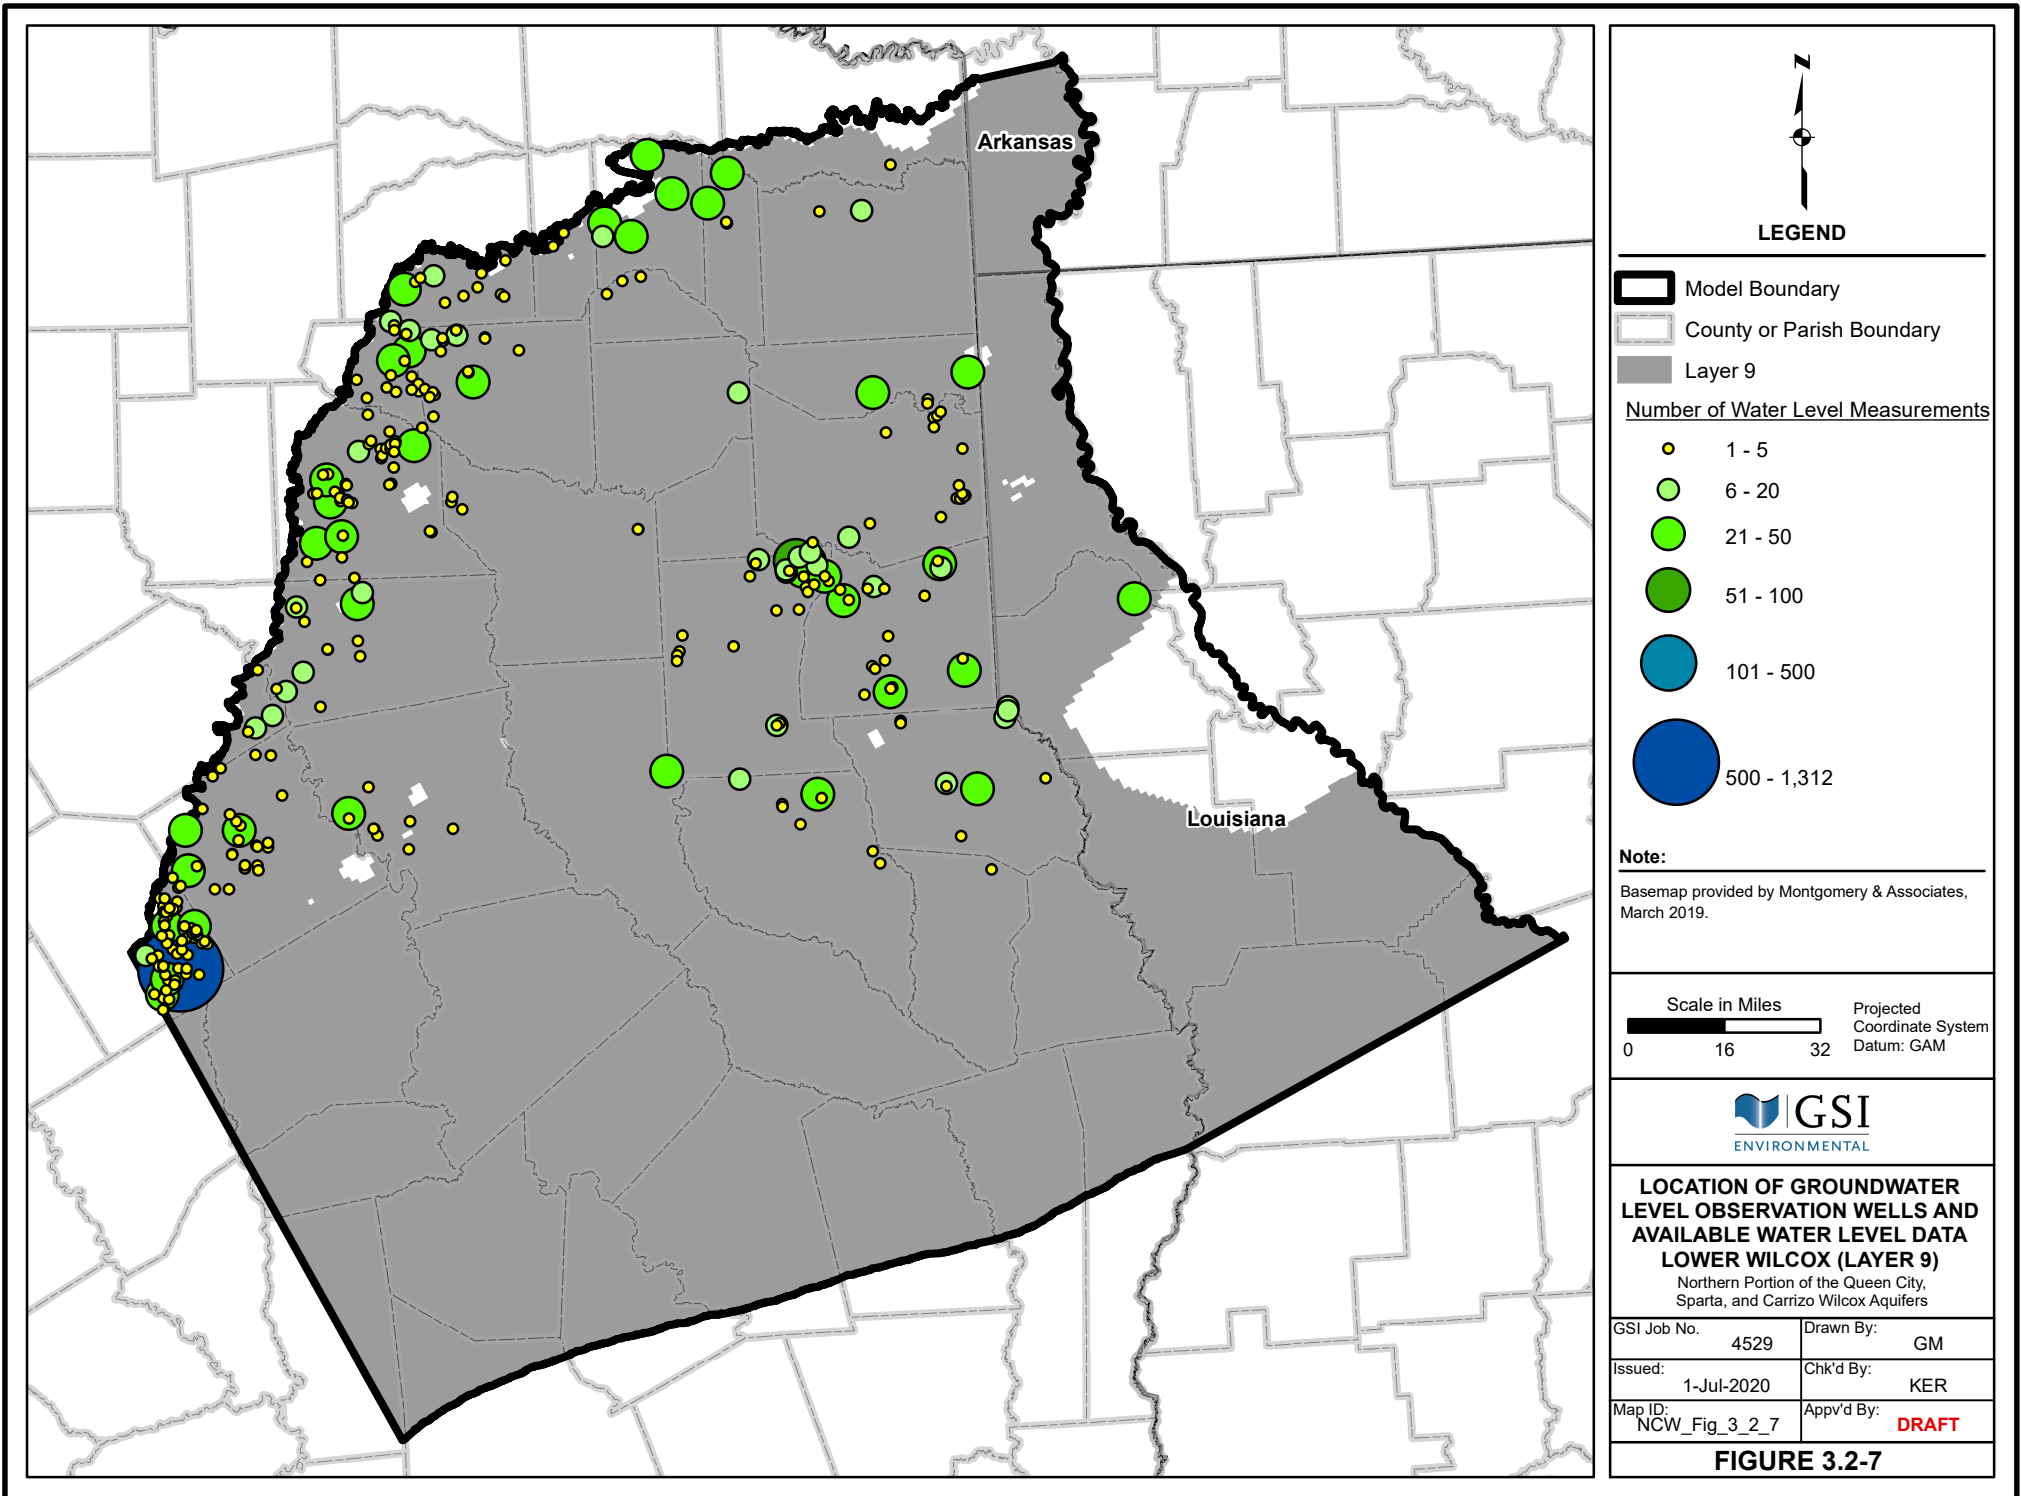 Arkansas
Louisiana
N
LEGEND
Model Boundary
County or Parish Boundary
Layer 9
Number of Water Level Measurements
1 - 5
6 - 20
21 - 50
51 - 100
101 - 500
500 - 1,312
Note:
Basemap provided by Montgomery & Associates,
March 2019.
Scale in Miles
0 16 32
Projected
Coordinate System
Datum: GAM
GSI
ENVIRONMENTAL
LOCATION OF GROUNDWATER
LEVEL OBSERVATION WELLS AND
AVAILABLE WATER LEVEL DATA
LOWER WILCOX (LAYER 9)
Northern Portion of the Queen City,
Sparta, and Carrizo Wilcox Aquifers
GSI Job No. 4529
Drawn By: GM
Issued: 1-Jul-2020
Chk'd By: KER
Map ID: NCW_Fig_3_2_7
Appv'd By: DRAFT
FIGURE 3.2-7